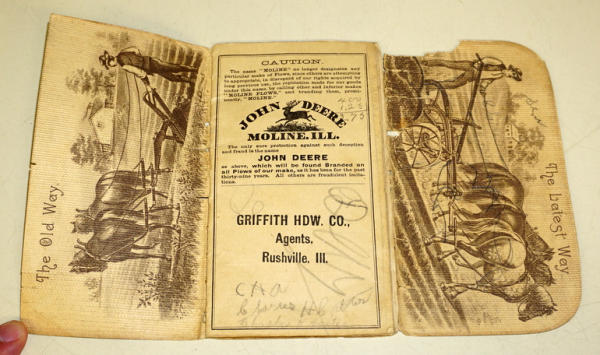 The Old Way.
CAUTION.
The name "MOLINE" no longer designates any
particular make of Plows, since others are attempting
to appropriate, in disregard of our rights acquired by
long previous use, the reputation made for our goods
under this name, by calling other and inferior makes
"MOLINE PLOWS," and branding them, promi-
nently, "MOLINE."
JOHN DEERE
MOLINE. ILL.
The only sure protection against such deception
and fraud is the name
JOHN DEERE
as above, which will be found Branded on
all Plows of our make, as it has been for the past
thirty-nine years. All others are fraudulent imita-
tions.
GRIFFITH HDW. CO.,
Agents,
Rushville, Ill.
The Latest Way